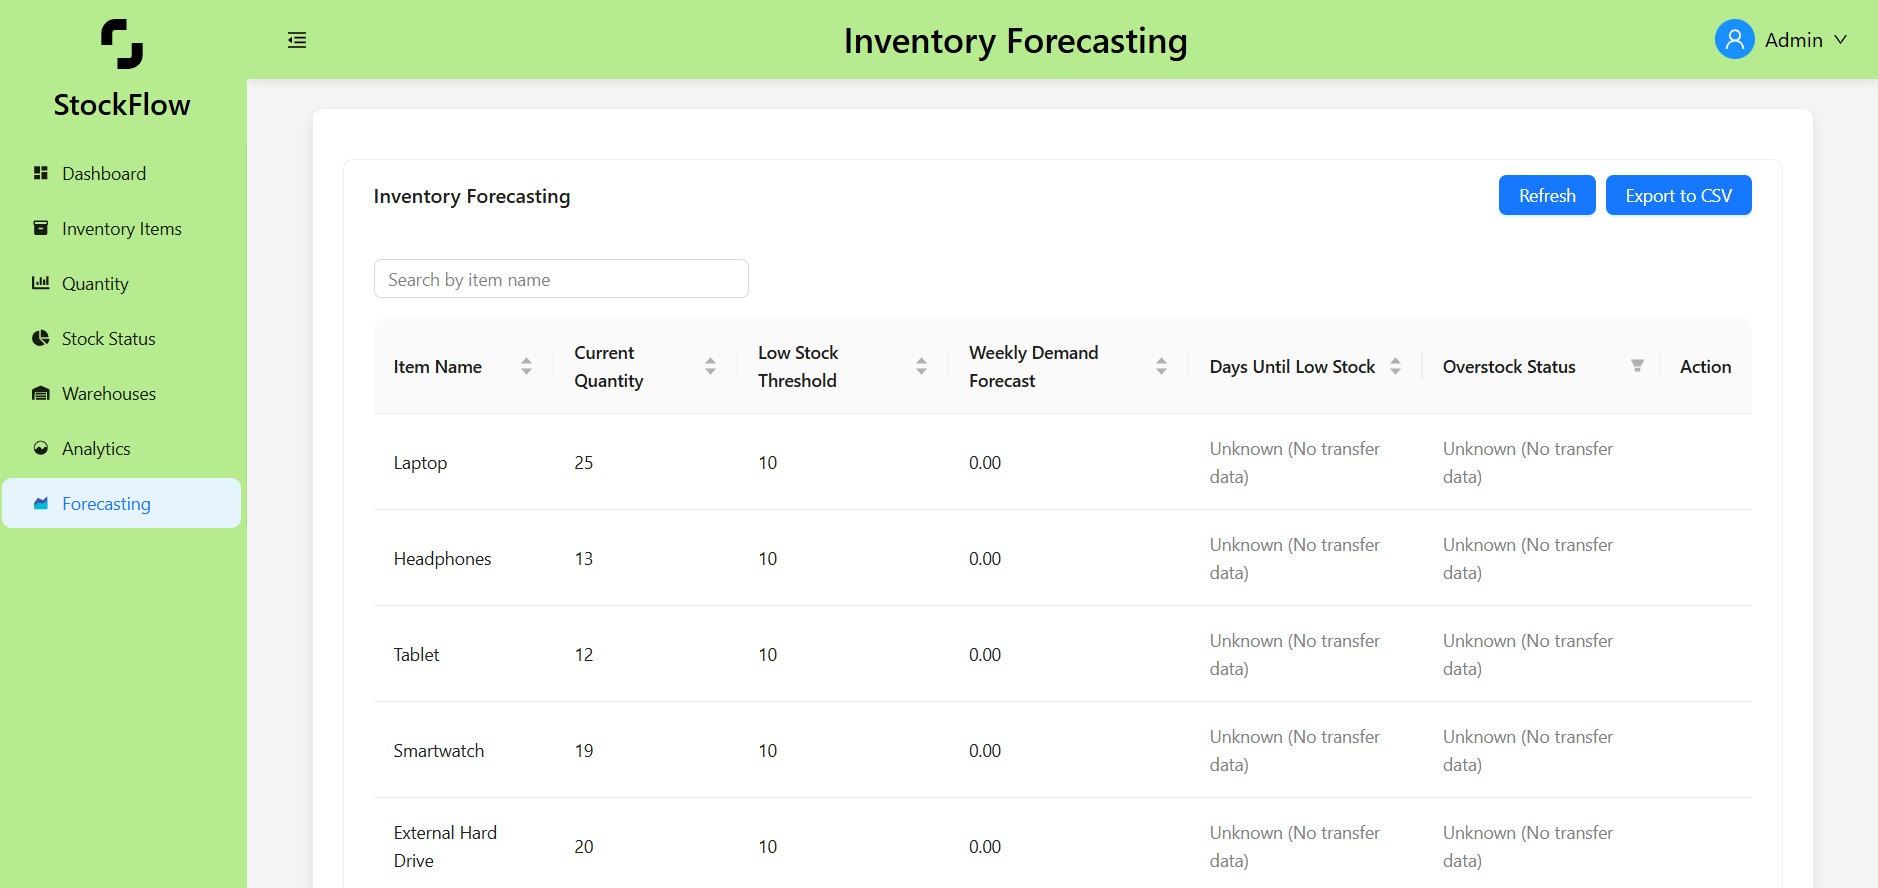 StockFlow
Inventory Forecasting
Admin
Dashboard
Inventory Items
Quantity
Stock Status
Warehouses
Analytics
Forecasting
Inventory Forecasting
Refresh
Export to CSV
Search by item name
Item Name
Current
Quantity
Low Stock
Threshold
Weekly Demand
Forecast
Days Until Low Stock
Overstock Status
Action
Laptop
25
10
0.00
Unknown (No transfer
data)
Unknown (No transfer
data)
Headphones
13
10
0.00
Unknown (No transfer
data)
Unknown (No transfer
data)
Tablet
12
10
0.00
Unknown (No transfer
data)
Unknown (No transfer
data)
Smartwatch
19
10
0.00
Unknown (No transfer
data)
Unknown (No transfer
data)
External Hard
Drive
20
10
0.00
Unknown (No transfer
data)
Unknown (No transfer
data)